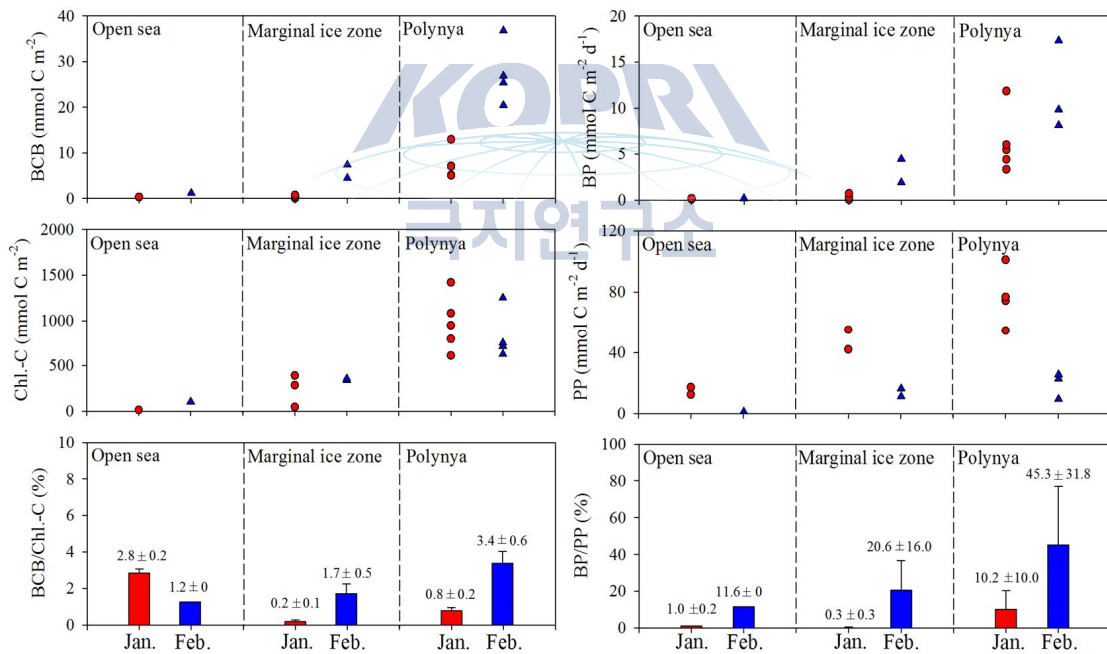 BCB (mmol C m-2)
40
30
20
10
0
Open sea
Marginal ice zone
Polynya
BP (mmol C m-2 d-1)
20
15
10
5
0
Open sea
Marginal ice zone
Polynya
KOPRI
극지연구소
Chl.-C (mmol C m-2)
2000
1500
1000
500
0
Open sea
Marginal ice zone
Polynya
PP (mmol C m-2 d-1)
120
80
40
0
Open sea
Marginal ice zone
Polynya
BCB/Chl.-C (%)
10
8
6
4
2
0
Open sea
Marginal ice zone
Polynya
2.8 ± 0.2
1.2 ± 0
0.2 ± 0.1
1.7 ± 0.5
0.8 ± 0.2
3.4 ± 0.6
Jan. Feb. Jan. Feb. Jan. Feb.
BP/PP (%)
100
80
60
40
20
0
Open sea
Marginal ice zone
Polynya
1.0 ± 0.2
11.6 ± 0
0.3 ± 0.3
20.6 ± 16.0
10.2 ± 10.0
45.3 ± 31.8
Jan. Feb. Jan. Feb. Jan. Feb.